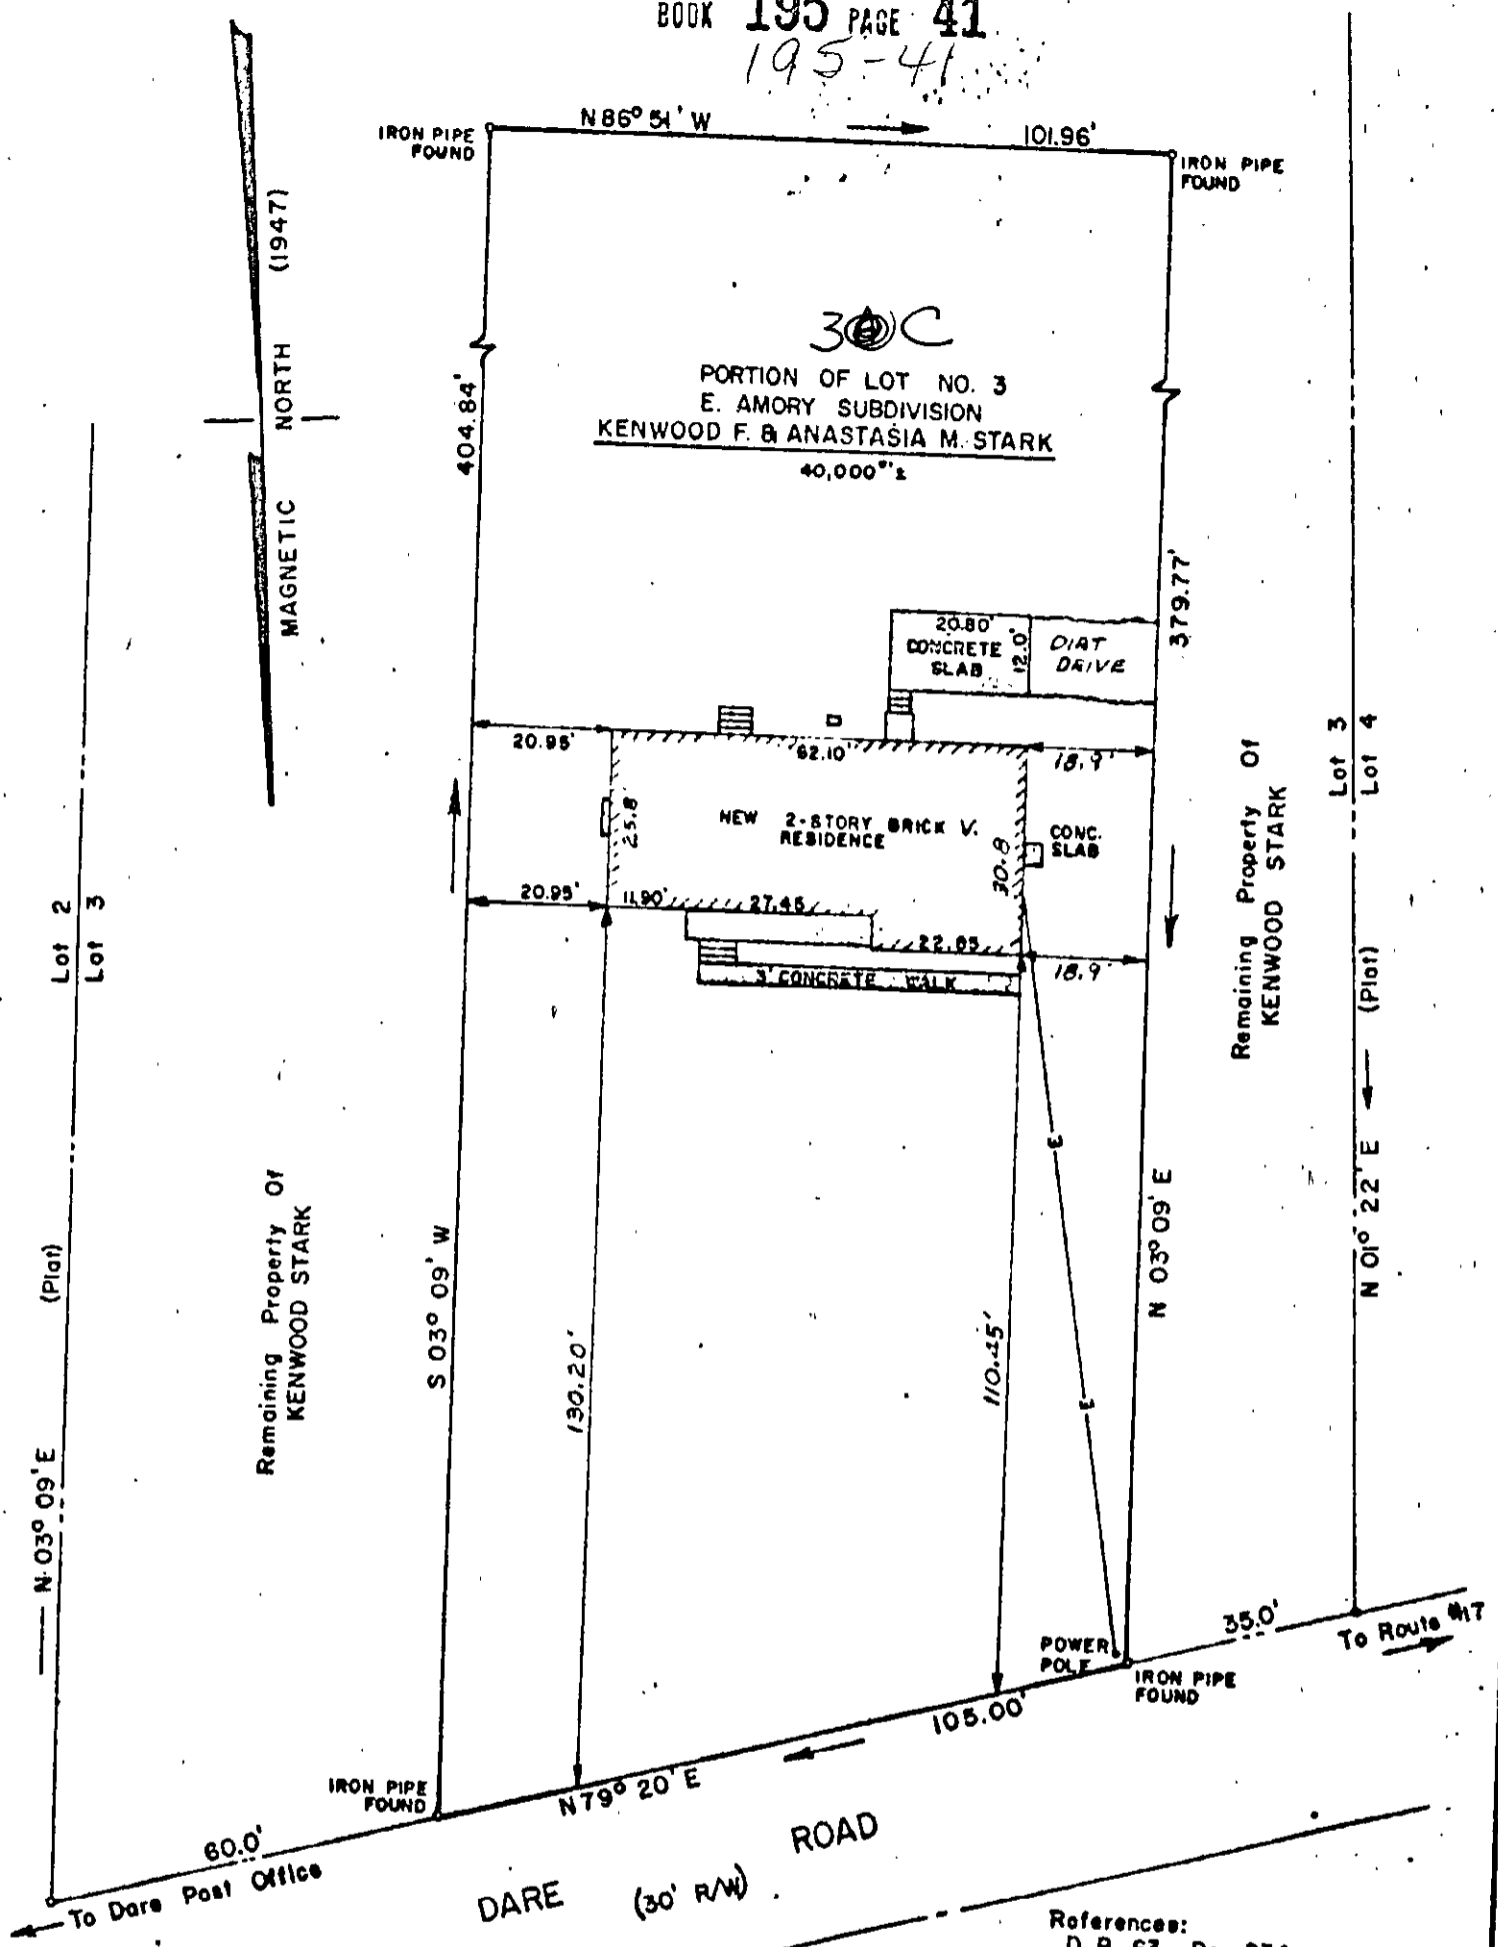 BOOK 195 PAGE 41
195-41
N 86° 51' W
101.96'
IRON PIPE
FOUND
IRON PIPE
FOUND
MAGNETIC NORTH (1947)
3 C
PORTION OF LOT NO. 3
E. AMORY SUBDIVISION
KENWOOD F. & ANASTASIA M. STARK
40,000 □' ±
404.84'
379.77'
20.80'
CONCRETE
SLAB
12.0'
DIRT
DRIVE
20.95'
62.10'
18.9'
25.8
NEW 2-STORY BRICK V.
RESIDENCE
30.8
CONC.
SLAB
20.95'
11.90'
27.45
22.85
18.9'
3' CONCRETE WALK
Lot 2
Lot 3
Lot 3
Lot 4
Remaining Property Of
KENWOOD STARK
Remaining Property Of
KENWOOD STARK
N 03° 09' E (Plat)
S 03° 09' W
130.20'
110.45'
E
E
N 03° 09' E
N 01° 22' E (Plat)
POWER
POLE
IRON PIPE
FOUND
35.0'
To Route #17
105.00'
N 79° 20' E
IRON PIPE
FOUND
60.0'
To Dare Post Office
DARE (30' R/W) ROAD
References: